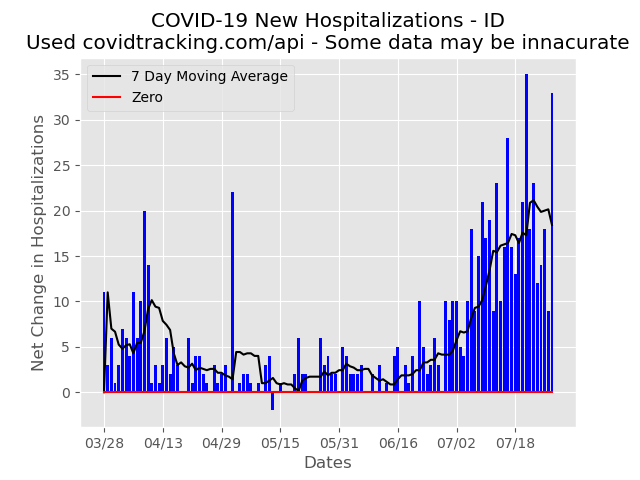 COVID-19 New Hospitalizations - ID
Used covidtracking.com/api - Some data may be innacurate
7 Day Moving Average
Zero
Net Change in Hospitalizations
35
30
25
20
15
10
5
0
03/28 04/13 04/29 05/15 05/31 06/16 07/02 07/18
Dates